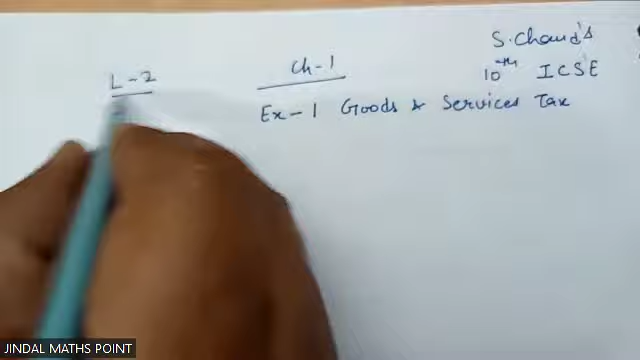 S.Chand's
L-2 Ch-1 10th ICSE
Ex-1 Goods & Services Tax
JINDAL MATHS POINT